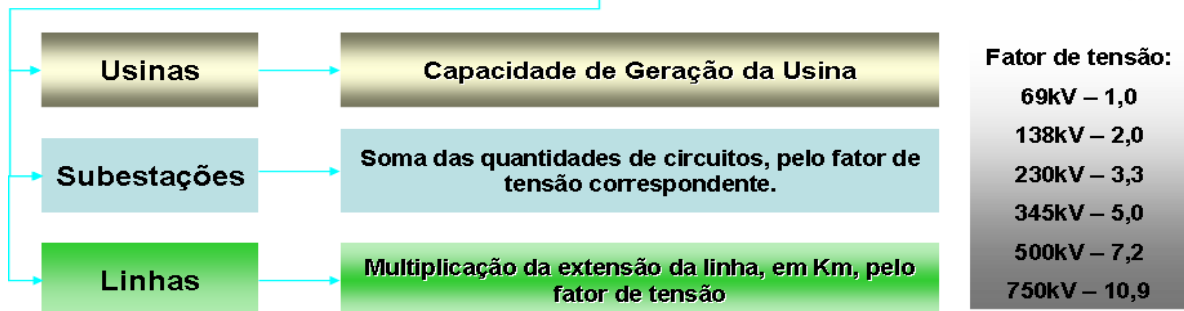 Usinas
Capacidade de Geração da Usina
Subestações
Soma das quantidades de circuitos, pelo fator de
tensão correspondente.
Linhas
Multiplicação da extensão da linha, em Km, pelo
fator de tensão
Fator de tensão:
69kV – 1,0
138kV – 2,0
230kV – 3,3
345kV – 5,0
500kV – 7,2
750kV – 10,9